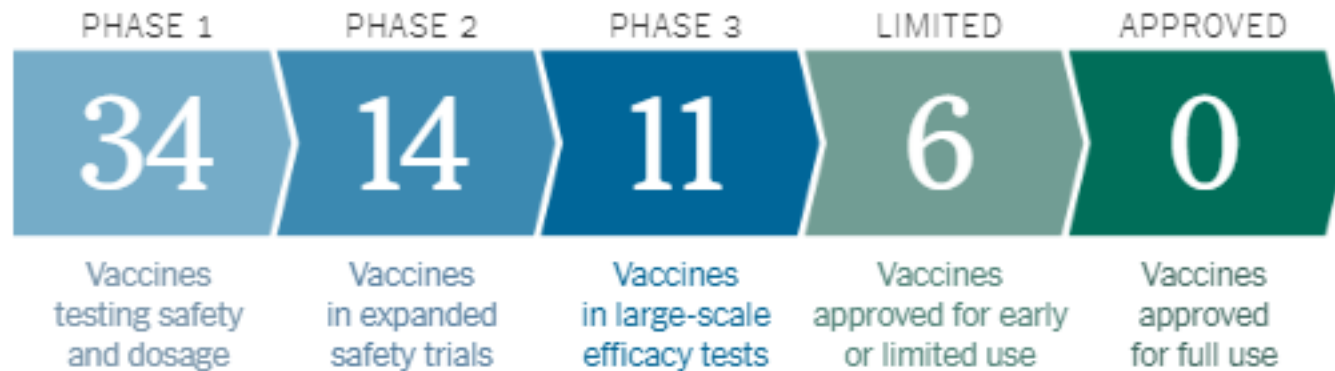 PHASE 1
PHASE 2
PHASE 3
LIMITED
APPROVED
34
14
11
6
0
Vaccines
testing safety
and dosage
Vaccines
in expanded
safety trials
Vaccines
in large-scale
efficacy tests
Vaccines
approved for early
or limited use
Vaccines
approved
for full use